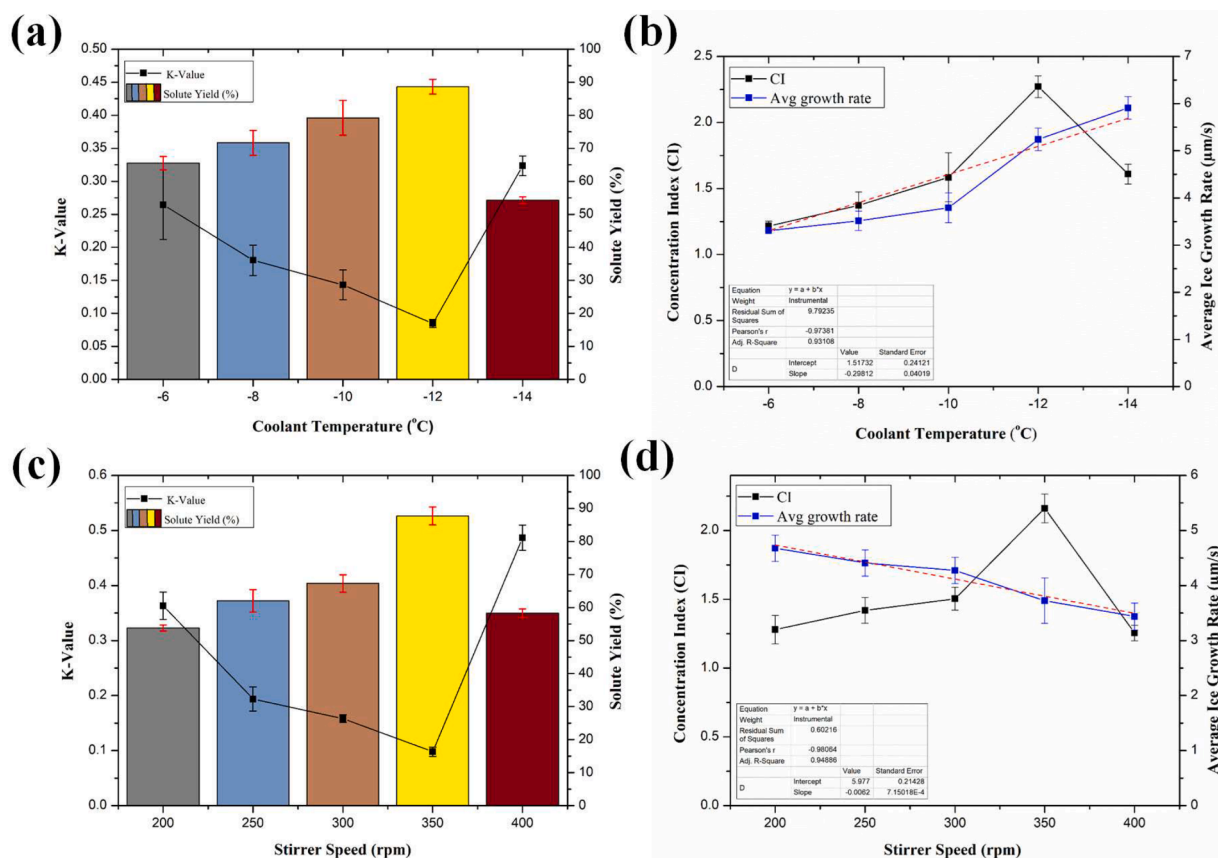 (a)
0.50
0.45
0.40
0.35
0.30
0.25
0.20
0.15
0.10
0.05
0.00
K-Value
K-Value
Solute Yield (%)
100
90
80
70
60
50
40
30
20
10
0
Solute Yield (%)
-6
-8
-10
-12
-14
Coolant Temperature (°C)
(b)
2.5
2.0
1.5
1.0
0.5
0.0
Concentration Index (CI)
CI
Avg growth rate
7
6
5
4
3
2
1
0
Average Ice Growth Rate (μm/s)
Equation y = a + b*x
Weight Instrumental
Residual Sum of
Squares 9.79235
Pearson's r -0.97381
Adj. R-Square 0.93108
Value Standard Error
D Intercept 1.51732 0.24121
Slope -0.29812 0.04019
-6
-8
-10
-12
-14
Coolant Temperature (°C)
(c)
0.6
0.5
0.4
0.3
0.2
0.1
0.0
K-Value
K-Value
Solute Yield (%)
100
90
80
70
60
50
40
30
20
10
0
Solute Yield (%)
200
250
300
350
400
Stirrer Speed (rpm)
(d)
2.0
1.5
1.0
0.5
0.0
Concentration Index (CI)
CI
Avg growth rate
6
5
4
3
2
1
0
Average Ice Growth Rate (μm/s)
Equation y = a + b*x
Weight Instrumental
Residual Sum
of Squares 0.60216
Pearson's r -0.98064
Adj. R-Square 0.94886
Value Standard Error
D Intercept 5.977 0.21428
Slope -0.0062 7.15018E-4
200
250
300
350
400
Stirrer Speed (rpm)